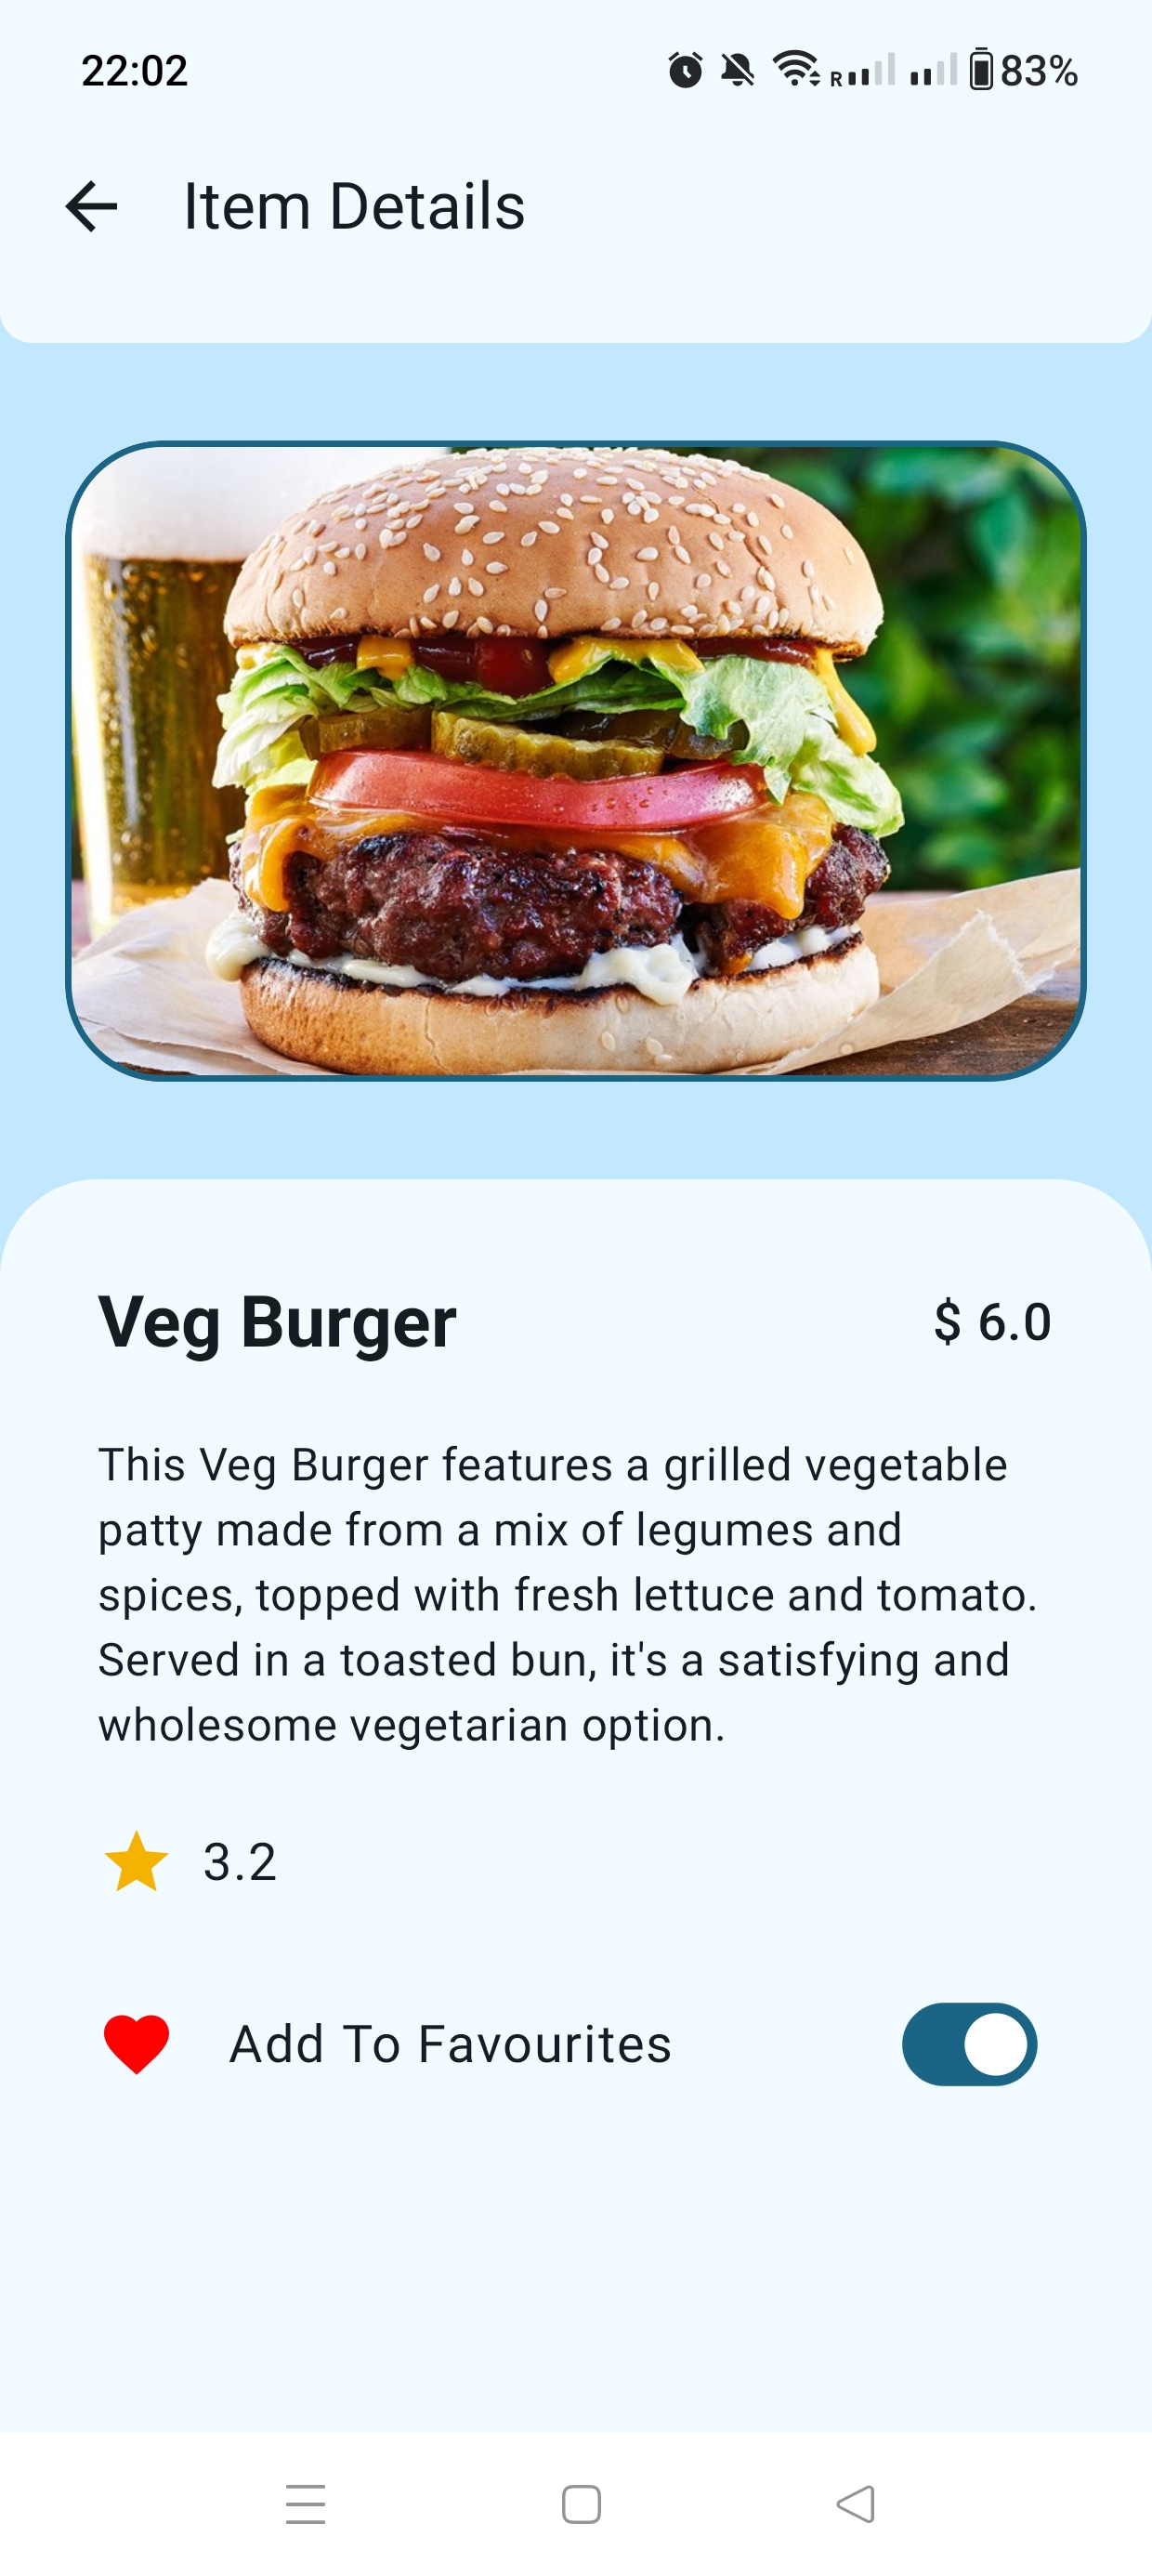 22:02
R
83%
Item Details
Veg Burger
$ 6.0
This Veg Burger features a grilled vegetable
patty made from a mix of legumes and
spices, topped with fresh lettuce and tomato.
Served in a toasted bun, it's a satisfying and
wholesome vegetarian option.
3.2
Add To Favourites